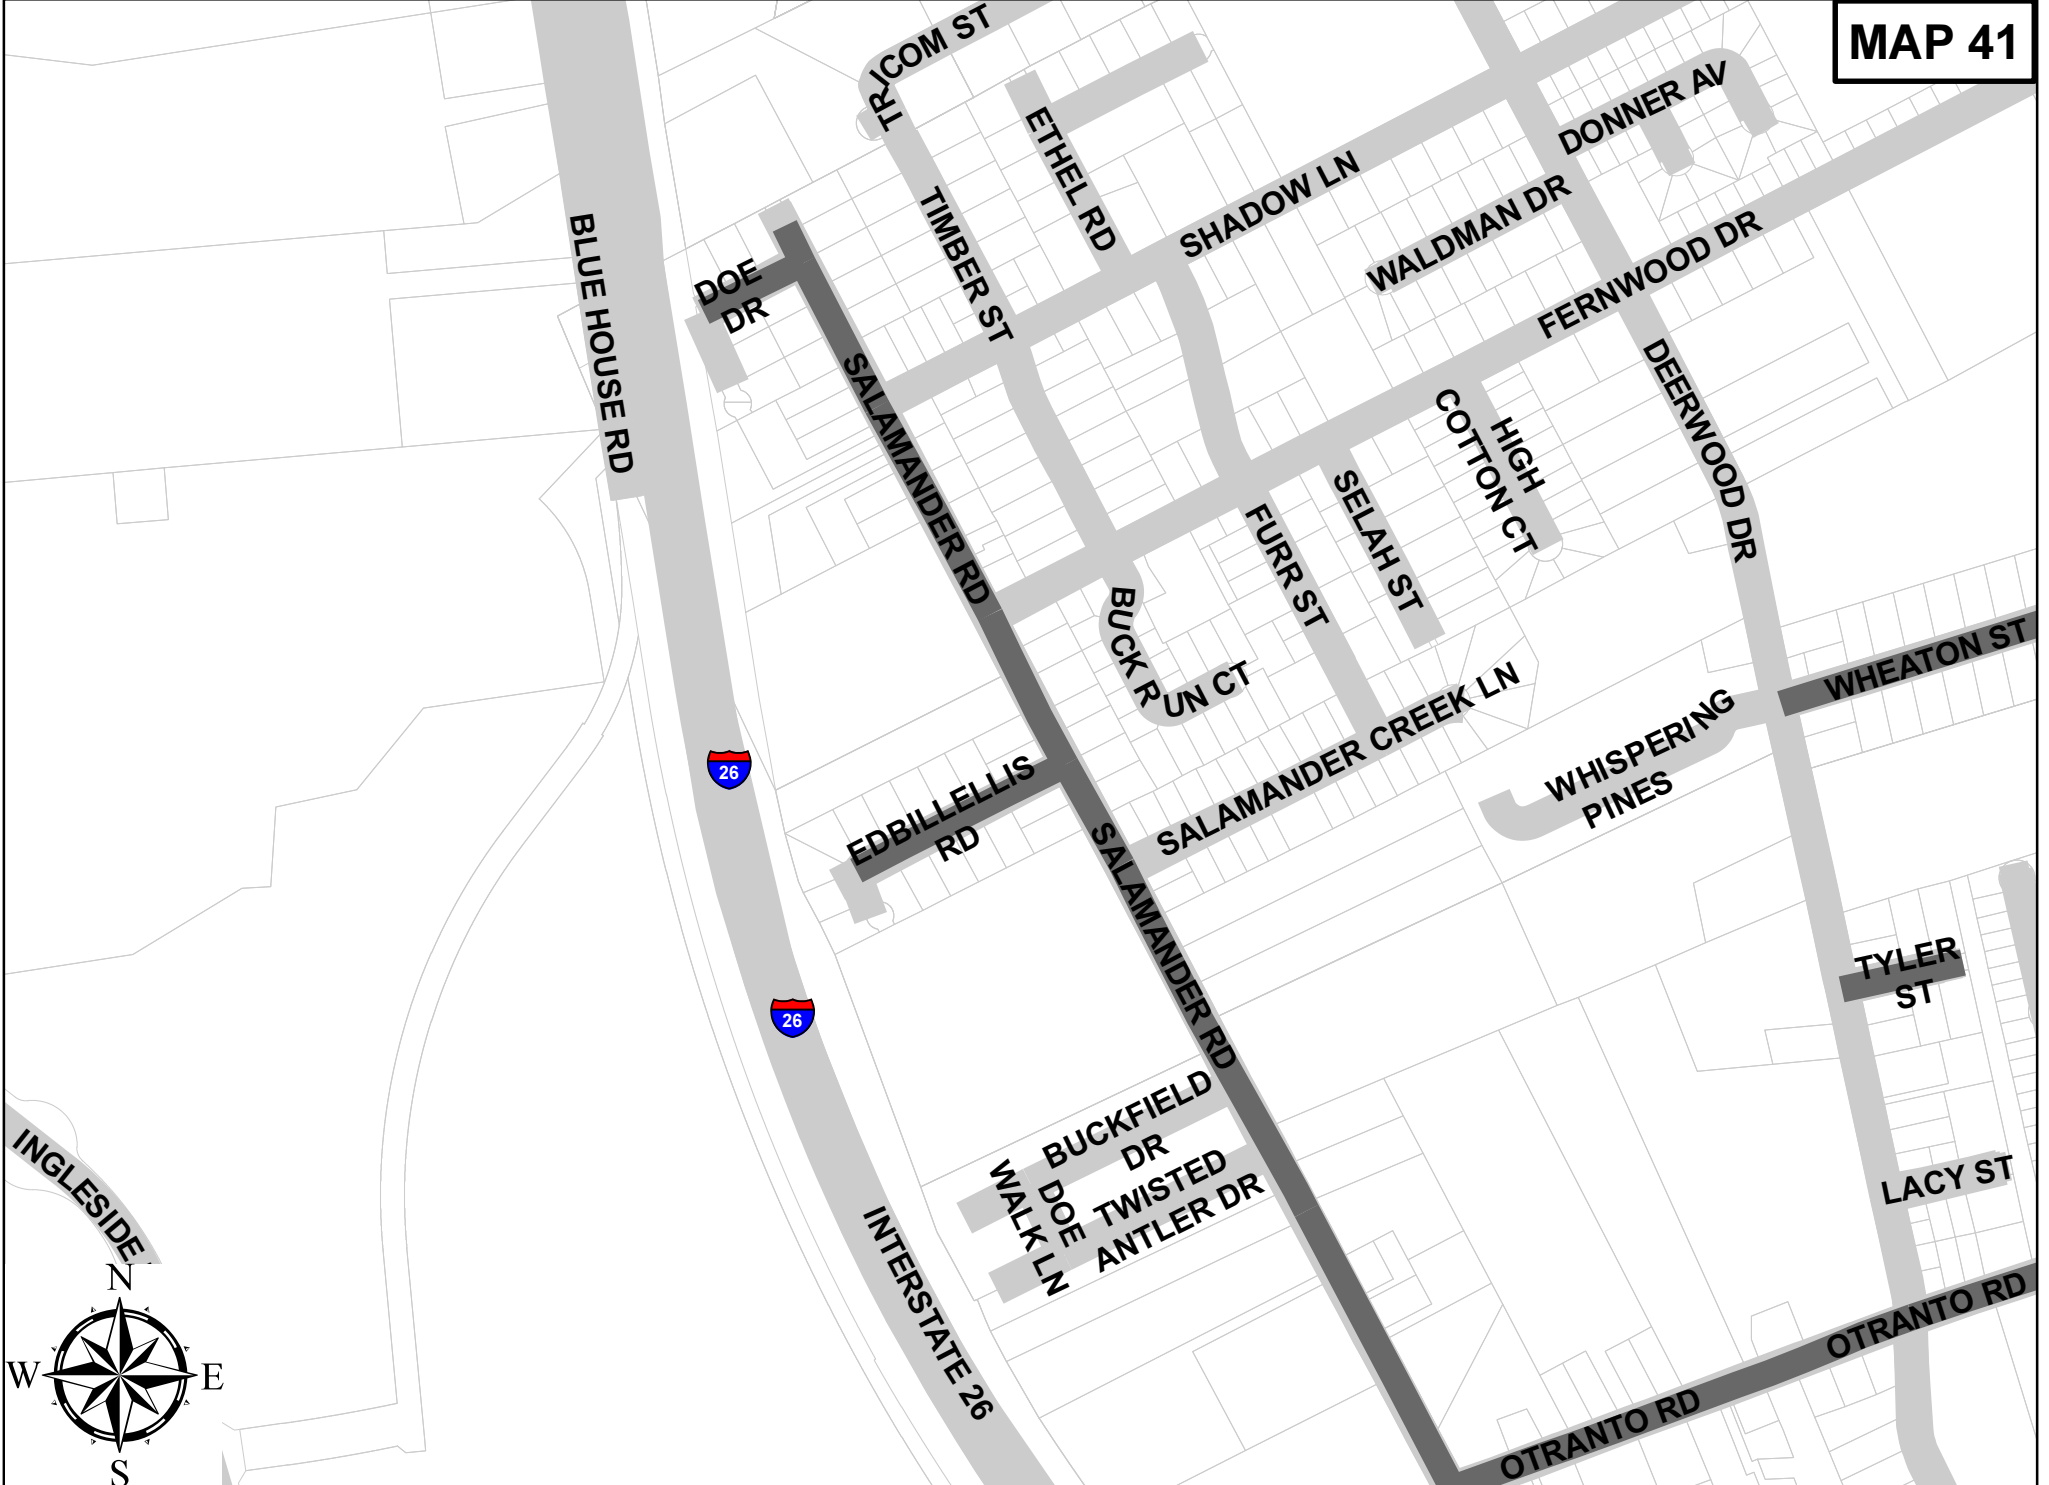 MAP 41
TRICOM ST
ETHEL RD
DONNER AV
SHADOW LN
TIMBER ST
WALDMAN DR
BLUE HOUSE RD
DOE
DR
FERNWOOD DR
SALAMANDER RD
DEERWOOD DR
HIGH
COTTON CT
SELAH ST
FURR ST
BUCK RUN CT
WHEATON ST
SALAMANDER CREEK LN
WHISPERING
PINES
26
EDBILLELLIS
RD
SALAMANDER RD
TYLER
ST
26
BUCKFIELD
DR
DOE
WALK LN
TWISTED
ANTLER DR
LACY ST
INGLESIDE
INTERSTATE 26
OTRANTO RD
OTRANTO RD
N
W E
S